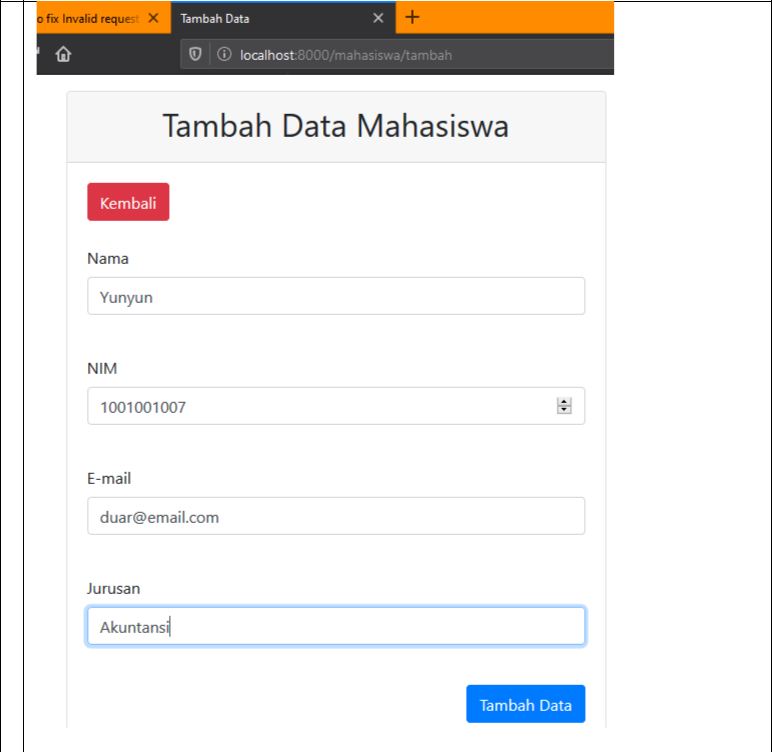 o fix Invalid request
Tambah Data
localhost:8000/mahasiswa/tambah
Tambah Data Mahasiswa
Kembali
Nama
Yunyun
NIM
1001001007
E-mail
duar@email.com
Jurusan
Akuntansi
Tambah Data